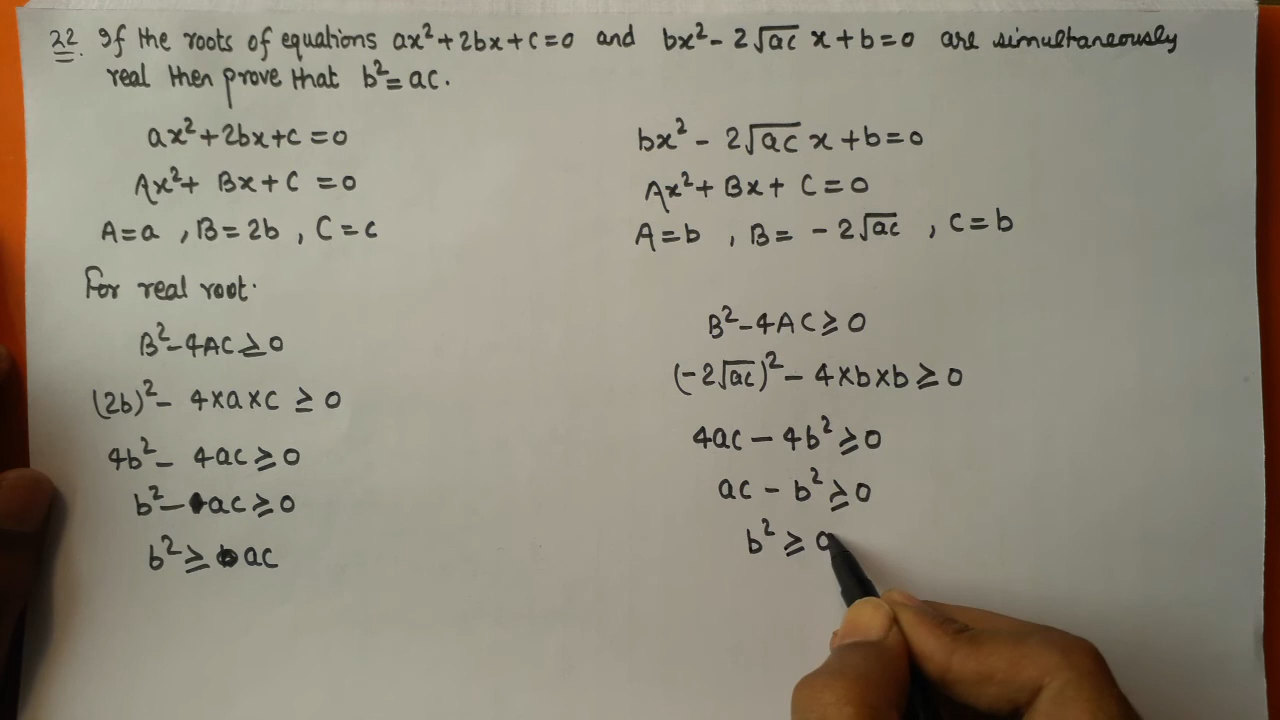 22. If the roots of equations ax²+2bx+c=0 and bx²-2√ac x+b=0 are simultaneously
real then prove that b²=ac.
ax²+2bx+c=0
Ax²+Bx+C=0
A=a, B=2b, C=c
For real root.
B²-4AC≥0
(2b)²-4×a×c≥0
4b²-4ac≥0
b²-ac≥0
b²≥ac
bx²-2√ac x+b=0
Ax²+Bx+C=0
A=b, B=-2√ac, C=b
B²-4AC≥0
(-2√ac)²-4×b×b≥0
4ac-4b²≥0
ac-b²≥0
b²≥